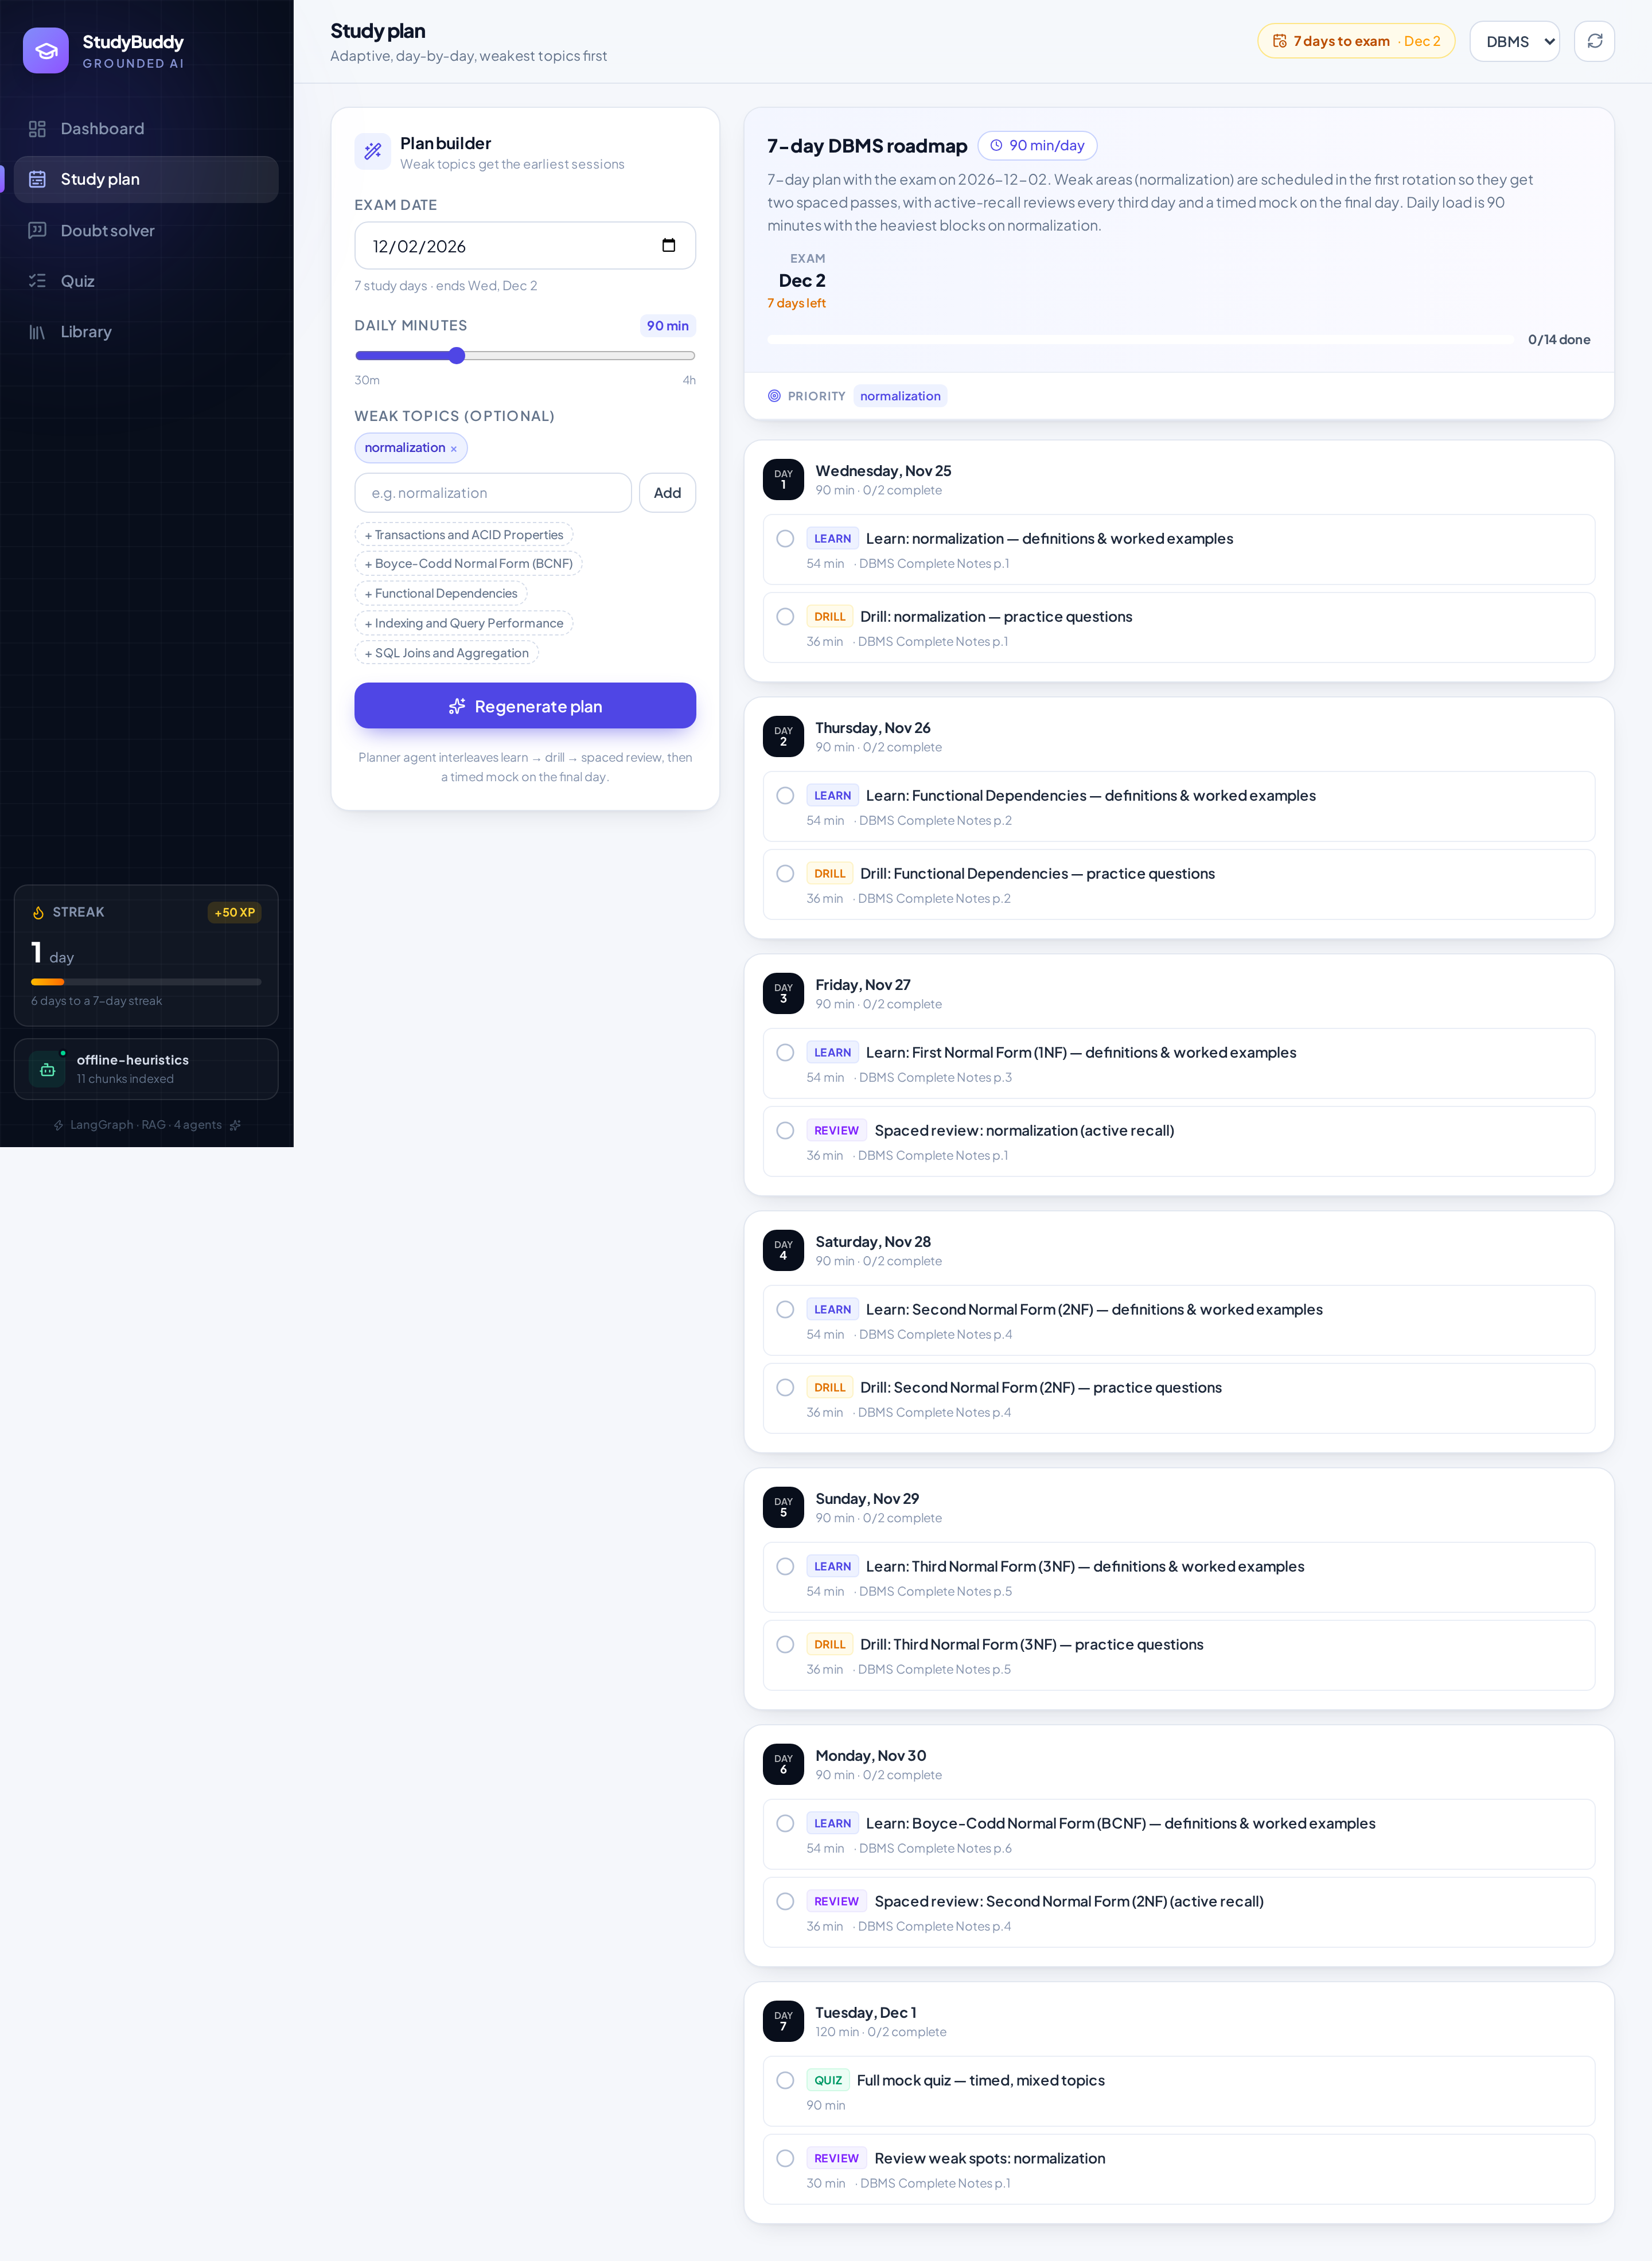 StudyBuddy
GROUNDED AI
Dashboard
Study plan
Doubt solver
Quiz
Library
STREAK
+50 XP
1 day
6 days to a 7-day streak
offline-heuristics
11 chunks indexed
LangGraph · RAG · 4 agents
Study plan
Adaptive, day-by-day, weakest topics first
7 days to exam · Dec 2
DBMS
Plan builder
Weak topics get the earliest sessions
EXAM DATE
12/02/2026
7 study days · ends Wed, Dec 2
DAILY MINUTES
90 min
30m
4h
WEAK TOPICS (OPTIONAL)
normalization ×
e.g. normalization
Add
+ Transactions and ACID Properties
+ Boyce-Codd Normal Form (BCNF)
+ Functional Dependencies
+ Indexing and Query Performance
+ SQL Joins and Aggregation
Regenerate plan
Planner agent interleaves learn → drill → spaced review, then
a timed mock on the final day.
7-day DBMS roadmap
90 min/day
7-day plan with the exam on 2026-12-02. Weak areas (normalization) are scheduled in the first rotation so they get
two spaced passes, with active-recall reviews every third day and a timed mock on the final day. Daily load is 90
minutes with the heaviest blocks on normalization.
EXAM
Dec 2
7 days left
0/14 done
PRIORITY normalization
DAY
1
Wednesday, Nov 25
90 min · 0/2 complete
LEARN Learn: normalization — definitions & worked examples
54 min · DBMS Complete Notes p.1
DRILL Drill: normalization — practice questions
36 min · DBMS Complete Notes p.1
DAY
2
Thursday, Nov 26
90 min · 0/2 complete
LEARN Learn: Functional Dependencies — definitions & worked examples
54 min · DBMS Complete Notes p.2
DRILL Drill: Functional Dependencies — practice questions
36 min · DBMS Complete Notes p.2
DAY
3
Friday, Nov 27
90 min · 0/2 complete
LEARN Learn: First Normal Form (1NF) — definitions & worked examples
54 min · DBMS Complete Notes p.3
REVIEW Spaced review: normalization (active recall)
36 min · DBMS Complete Notes p.1
DAY
4
Saturday, Nov 28
90 min · 0/2 complete
LEARN Learn: Second Normal Form (2NF) — definitions & worked examples
54 min · DBMS Complete Notes p.4
DRILL Drill: Second Normal Form (2NF) — practice questions
36 min · DBMS Complete Notes p.4
DAY
5
Sunday, Nov 29
90 min · 0/2 complete
LEARN Learn: Third Normal Form (3NF) — definitions & worked examples
54 min · DBMS Complete Notes p.5
DRILL Drill: Third Normal Form (3NF) — practice questions
36 min · DBMS Complete Notes p.5
DAY
6
Monday, Nov 30
90 min · 0/2 complete
LEARN Learn: Boyce-Codd Normal Form (BCNF) — definitions & worked examples
54 min · DBMS Complete Notes p.6
REVIEW Spaced review: Second Normal Form (2NF) (active recall)
36 min · DBMS Complete Notes p.4
DAY
7
Tuesday, Dec 1
120 min · 0/2 complete
QUIZ Full mock quiz — timed, mixed topics
90 min
REVIEW Review weak spots: normalization
30 min · DBMS Complete Notes p.1